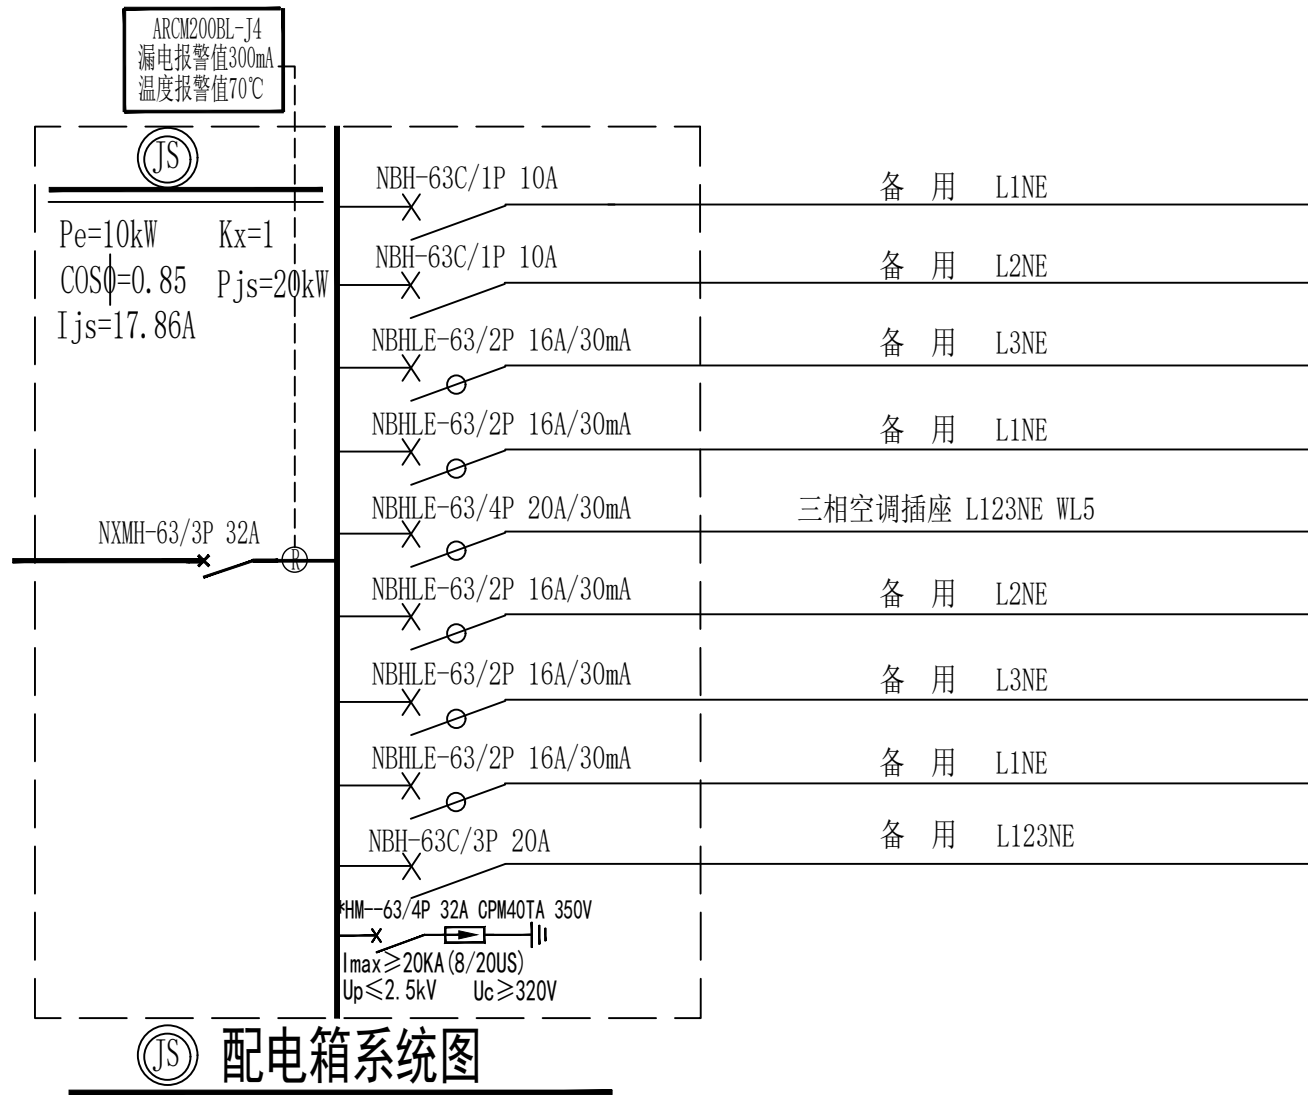 ARCM200BL-J4
漏电报警值300mA
温度报警值70℃
JS
Pe=10kW Kx=1
COSϕ=0.85 Pjs=20kW
Ijs=17.86A
NXMH-63/3P 32A
R
NBH-63C/1P 10A 备 用 L1NE
NBH-63C/1P 10A 备 用 L2NE
NBHLE-63/2P 16A/30mA 备 用 L3NE
NBHLE-63/2P 16A/30mA 备 用 L1NE
NBHLE-63/4P 20A/30mA 三相空调插座 L123NE WL5
NBHLE-63/2P 16A/30mA 备 用 L2NE
NBHLE-63/2P 16A/30mA 备 用 L3NE
NBHLE-63/2P 16A/30mA 备 用 L1NE
NBH-63C/3P 20A 备 用 L123NE
*HM--63/4P 32A CPM40TA 350V
Imax≥20KA(8/20US)
Up≤2.5kV Uc≥320V
JS 配电箱系统图